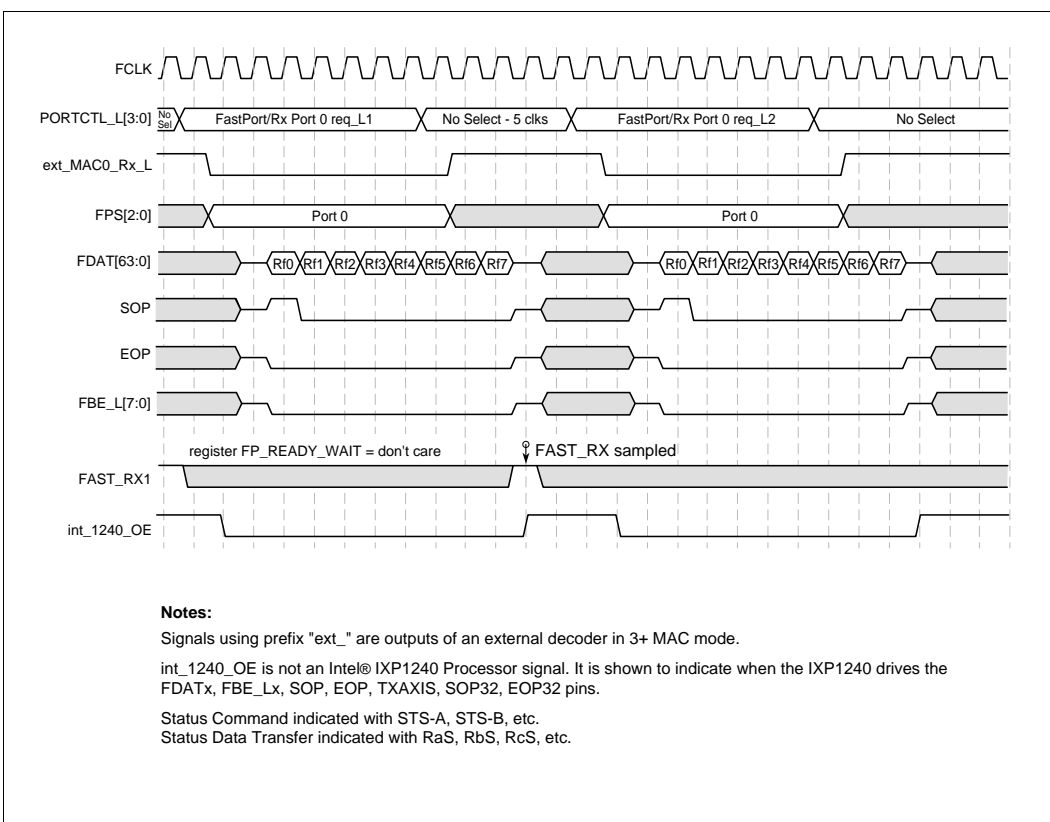 FCLK
PORTCTL_L[3:0] No Sel FastPort/Rx Port 0 req_L1 No Select - 5 clks FastPort/Rx Port 0 req_L2 No Select
ext_MAC0_Rx_L
FPS[2:0] Port 0 Port 0
FDAT[63:0] Rf0 Rf1 Rf2 Rf3 Rf4 Rf5 Rf6 Rf7 Rf0 Rf1 Rf2 Rf3 Rf4 Rf5 Rf6 Rf7
SOP
EOP
FBE_L[7:0]
register FP_READY_WAIT = don't care FAST_RX sampled
FAST_RX1
int_1240_OE
Notes:
Signals using prefix "ext_" are outputs of an external decoder in 3+ MAC mode.
int_1240_OE is not an Intel® IXP1240 Processor signal. It is shown to indicate when the IXP1240 drives the
FDATx, FBE_Lx, SOP, EOP, TXAXIS, SOP32, EOP32 pins.
Status Command indicated with STS-A, STS-B, etc.
Status Data Transfer indicated with RaS, RbS, RcS, etc.